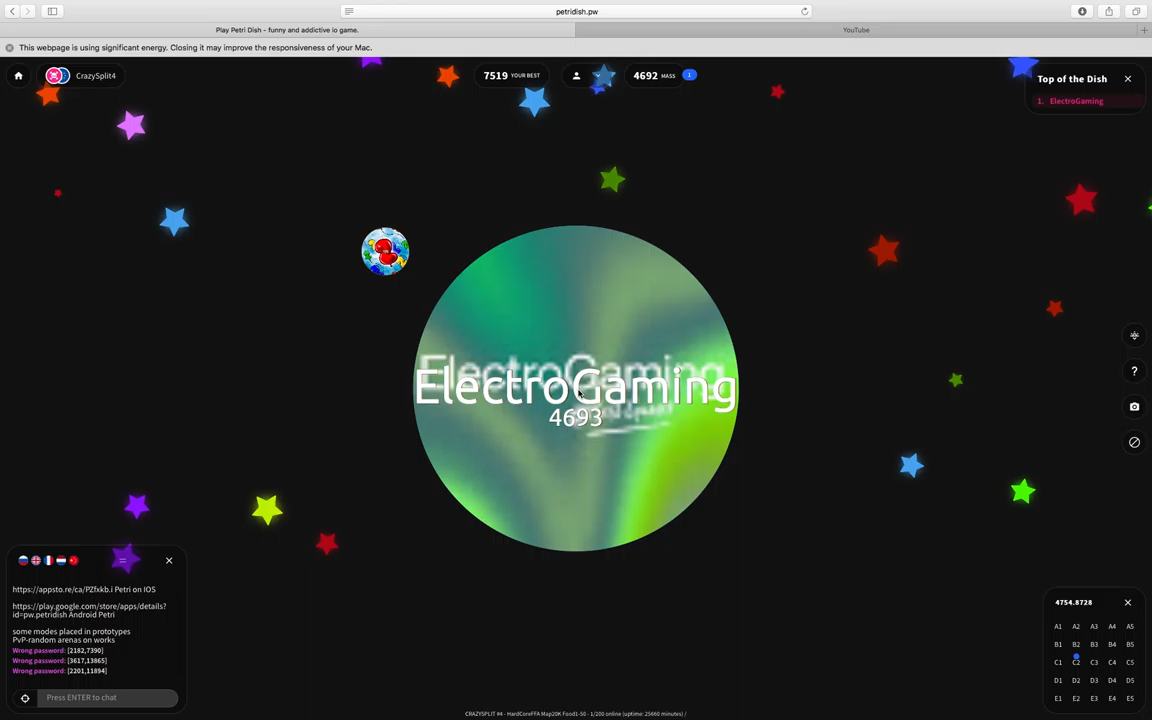 petridish.pw
Play Petri Dish - funny and addictive io game.
YouTube
This webpage is using significant energy. Closing it may improve the responsiveness of your Mac.
CrazySplit4
7519 YOUR BEST
4692 MASS
1
Top of the Dish
1. ElectroGaming
ElectroGaming
ElectroGaming
4693
?
https://appsto.re/ca/PZfxkb.i Petri on IOS
https://play.google.com/store/apps/details?
id=pw.petridish Android Petri
some modes placed in prototypes
PvP-random arenas on works
Wrong password: [2182,7390]
Wrong password: [3617,13865]
Wrong password: [2201,11894]
Press ENTER to chat
4754.8728
A1 A2 A3 A4 A5
B1 B2 B3 B4 B5
C1 C2 C3 C4 C5
D1 D2 D3 D4 D5
E1 E2 E3 E4 E5
CRAZYSPLIT #4 - HardCoreFFA Map20K Food1-50 - 1/200 online (uptime: 25660 minutes) /